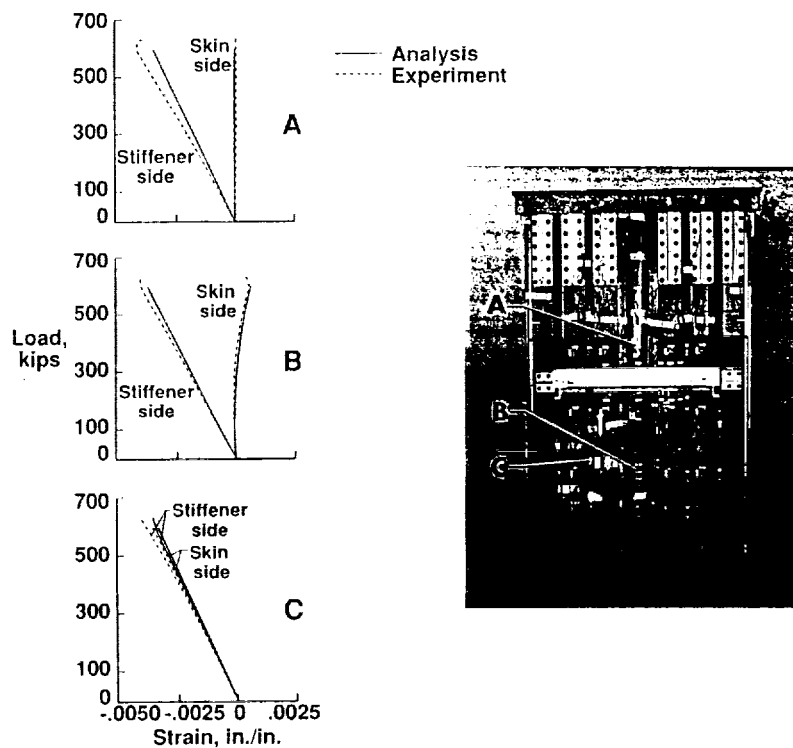 700
500
300
100
0
Skin
side
Stiffener
side
A
Analysis
Experiment
700
500
Load,
kips
300
100
0
Skin
side
Stiffener
side
B
700
500
300
100
0
Stiffener
side
Skin
side
C
-.0050 -.0025 0 .0025
Strain, in./in.
A
B
C